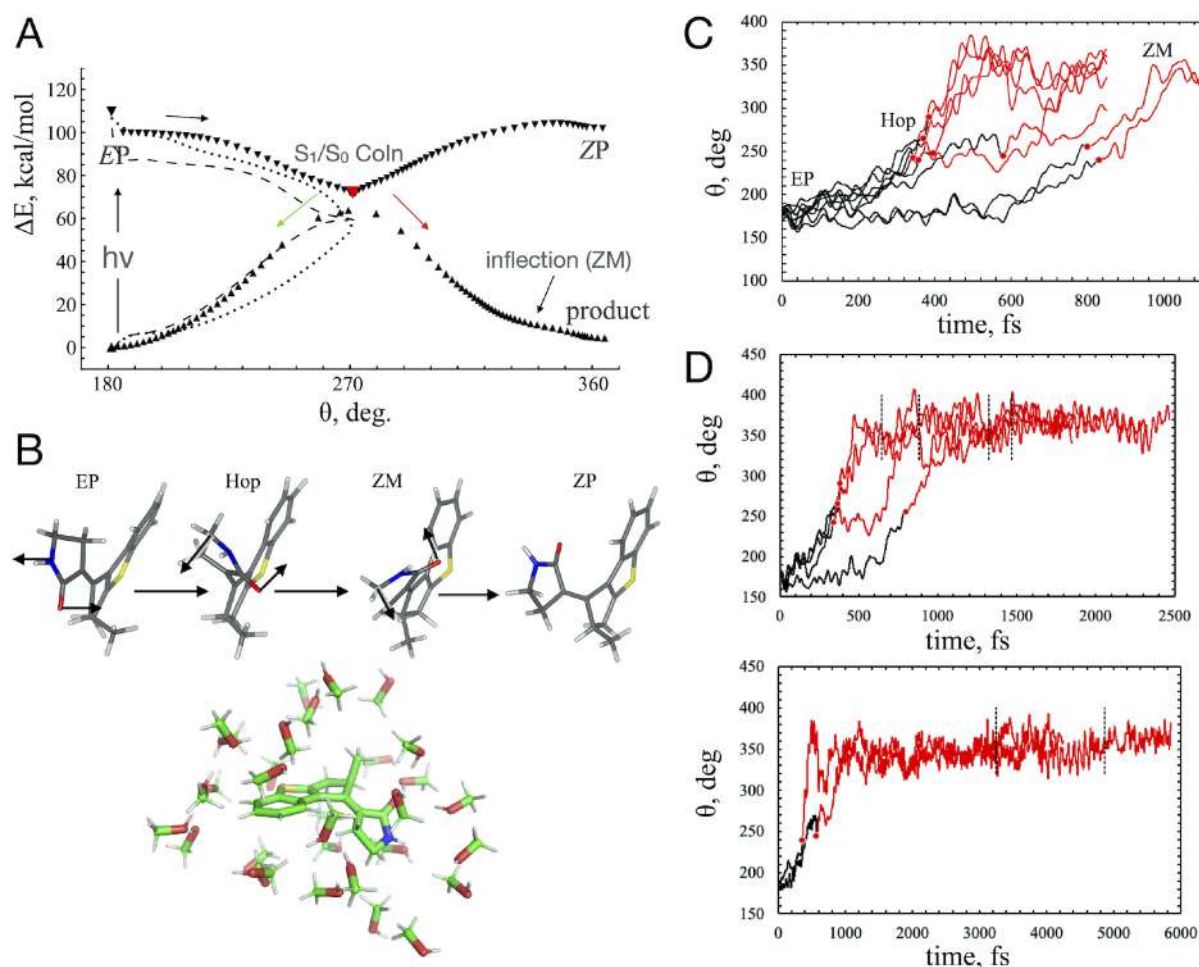 A
120
100
80
60
40
20
0
ΔE, kcal/mol
EP
S₁/S₀ CoIn
ZP
hν
inflection (ZM)
product
180
270
360
θ, deg.
B
EP
Hop
ZM
ZP
C
400
350
300
250
200
150
100
θ, deg
ZM
Hop
EP
0
200
400
600
800
1000
time, fs
D
450
400
350
300
250
200
150
θ, deg
0
500
1000
1500
2000
2500
time, fs
450
400
350
300
250
200
150
θ, deg
0
1000
2000
3000
4000
5000
6000
time, fs